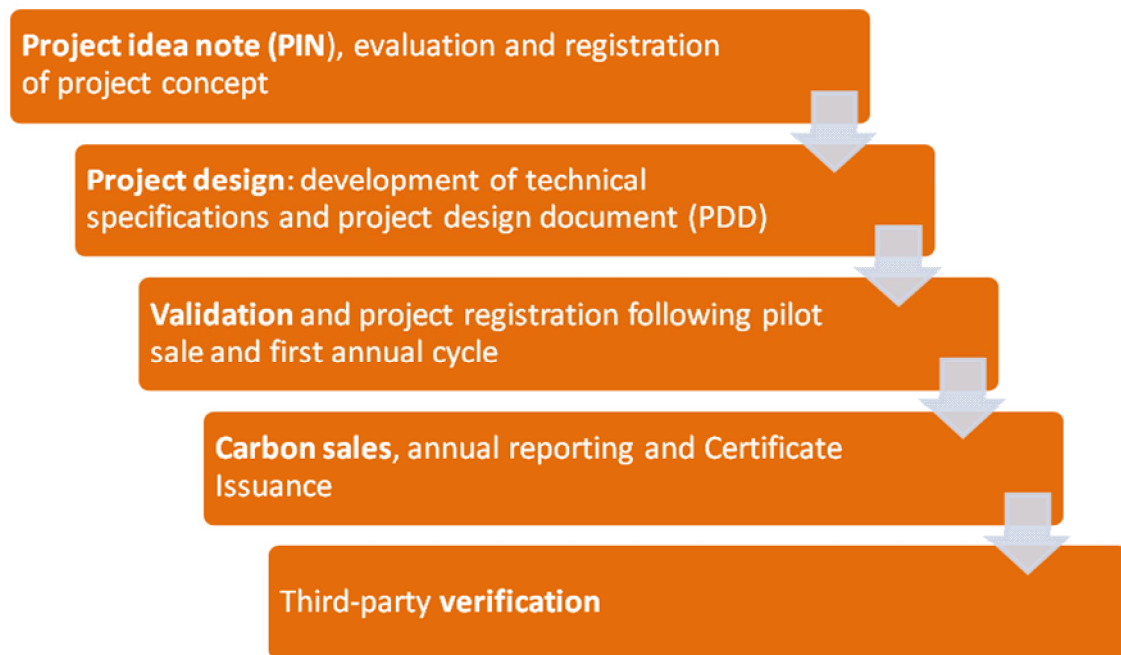 Project idea note (PIN), evaluation and registration
of project concept
Project design: development of technical
specifications and project design document (PDD)
Validation and project registration following pilot
sale and first annual cycle
Carbon sales, annual reporting and Certificate
Issuance
Third-party verification